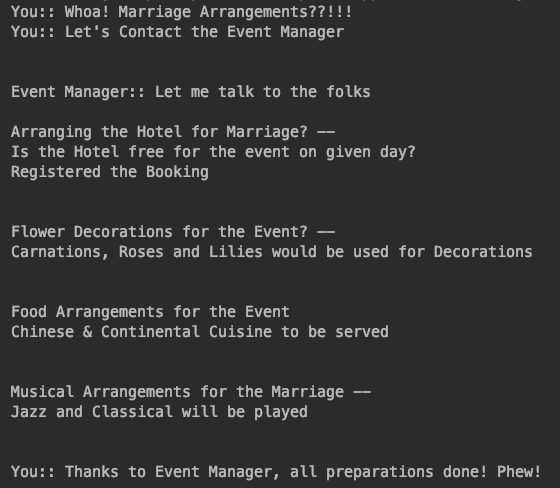 You:: Whoa! Marriage Arrangements??!!!
You:: Let's Contact the Event Manager
Event Manager:: Let me talk to the folks
Arranging the Hotel for Marriage? ––
Is the Hotel free for the event on given day?
Registered the Booking
Flower Decorations for the Event? ––
Carnations, Roses and Lilies would be used for Decorations
Food Arrangements for the Event
Chinese & Continental Cuisine to be served
Musical Arrangements for the Marriage ––
Jazz and Classical will be played
You:: Thanks to Event Manager, all preparations done! Phew!